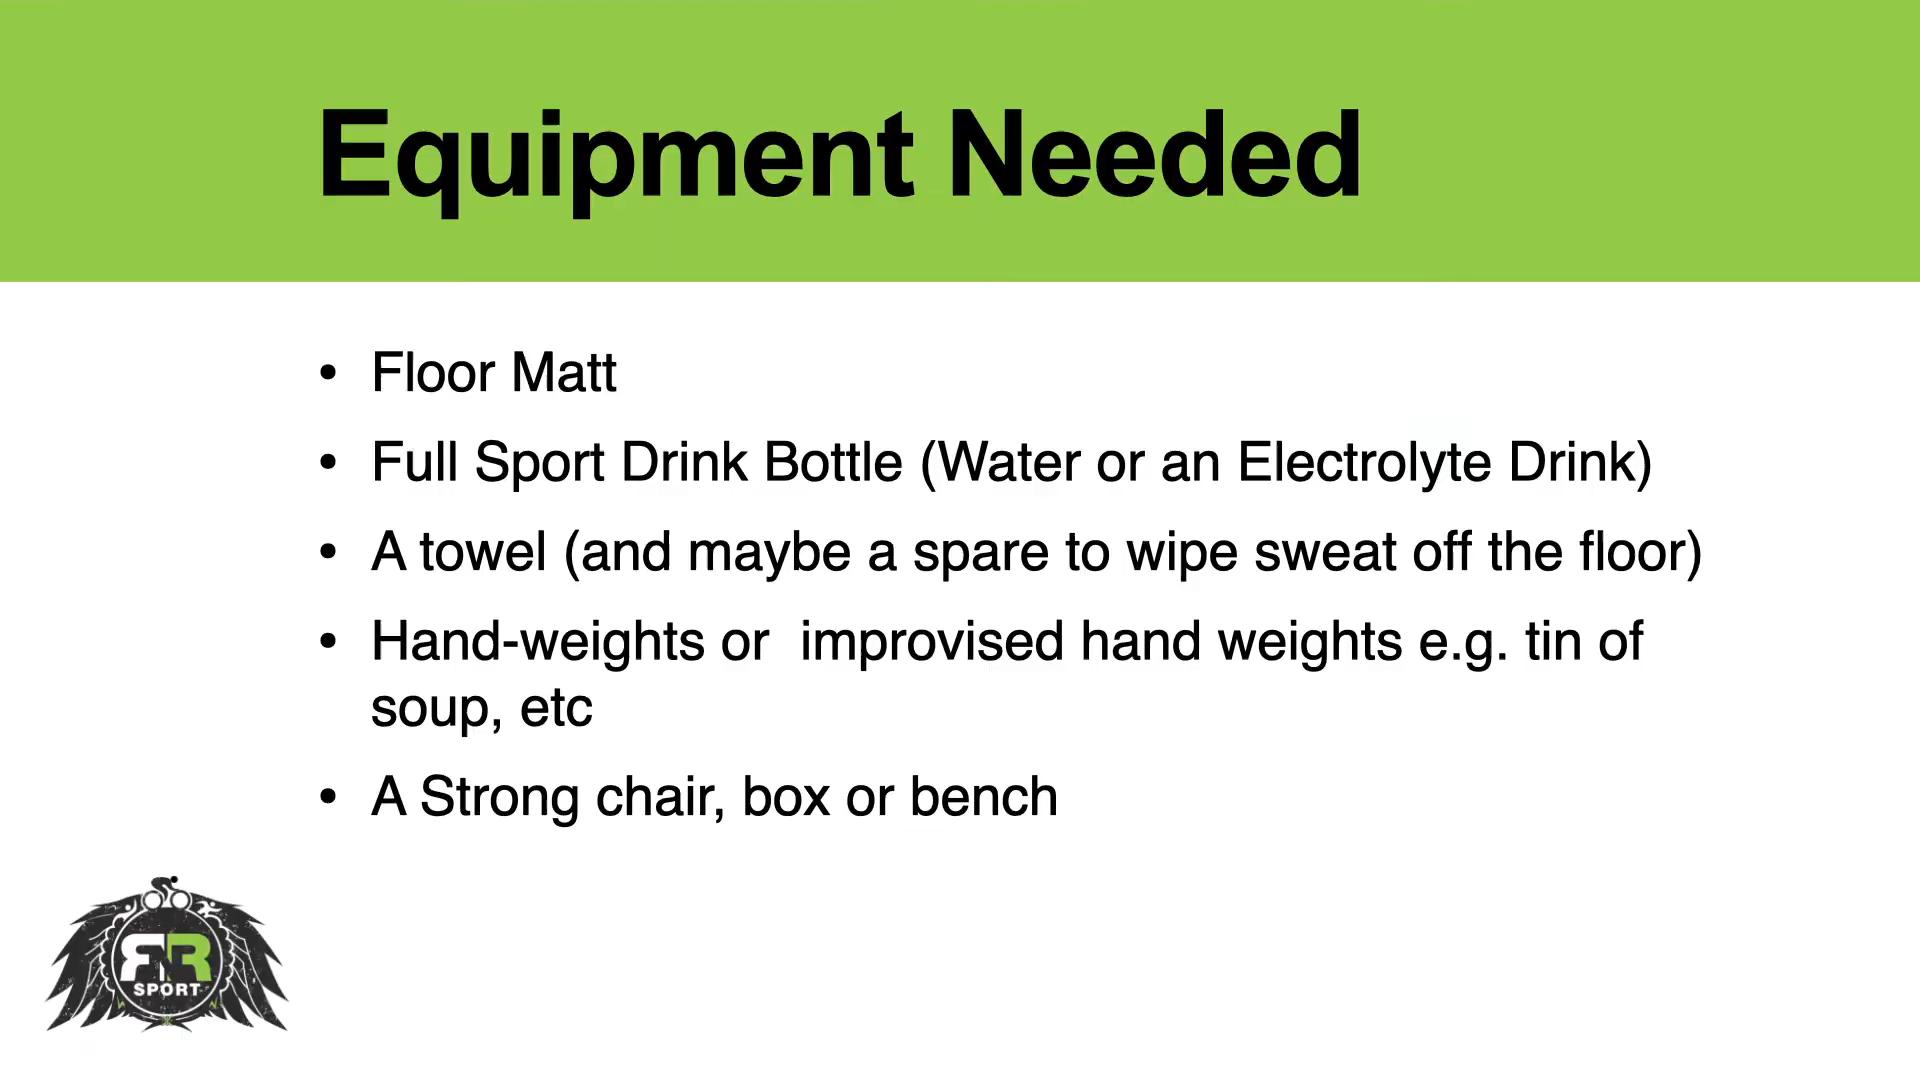 Equipment Needed
• Floor Matt
• Full Sport Drink Bottle (Water or an Electrolyte Drink)
• A towel (and maybe a spare to wipe sweat off the floor)
• Hand-weights or  improvised hand weights e.g. tin of
soup, etc
• A Strong chair, box or bench
RNR
SPORT